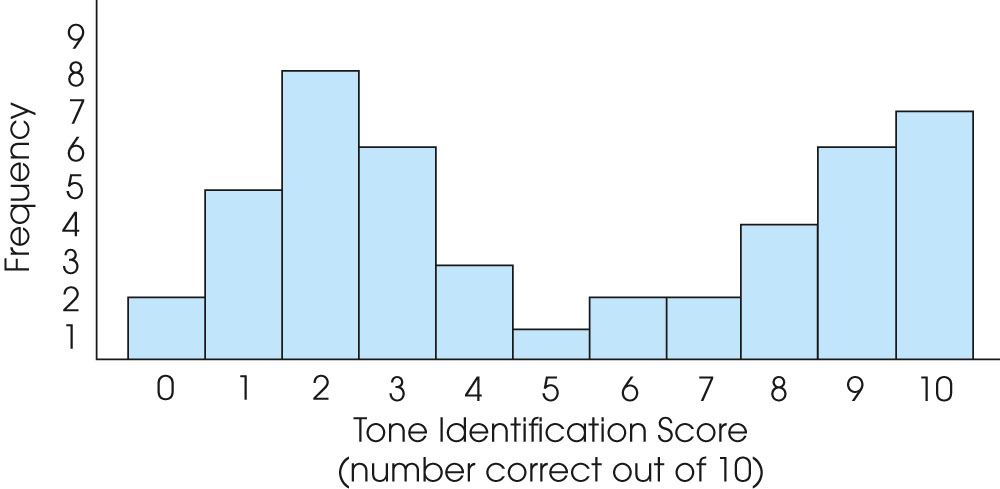 Frequency
9
8
7
6
5
4
3
2
1
0 1 2 3 4 5 6 7 8 9 10
Tone Identification Score
(number correct out of 10)